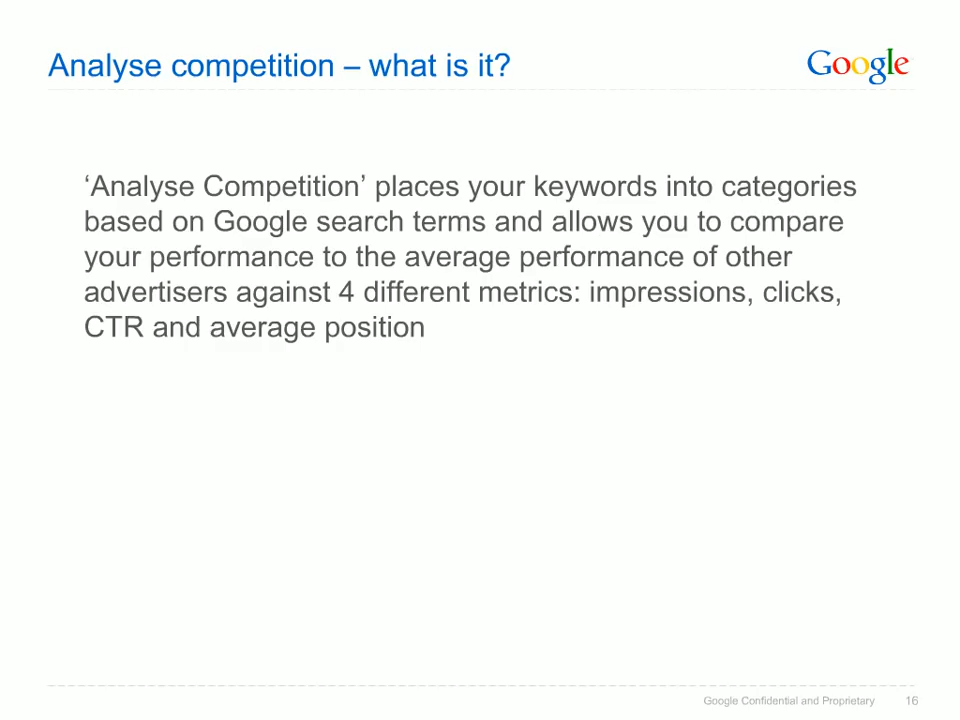 Analyse competition – what is it?
Google
‘Analyse Competition’ places your keywords into categories
based on Google search terms and allows you to compare
your performance to the average performance of other
advertisers against 4 different metrics: impressions, clicks,
CTR and average position
Google Confidential and Proprietary 16